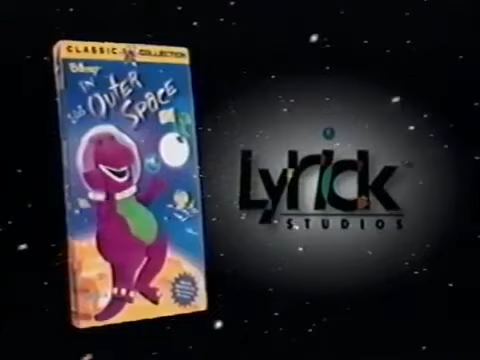 CLASSIC COLLECTION
Barney
IN
OUTER
SPACE
Lyrick
STUDIOS